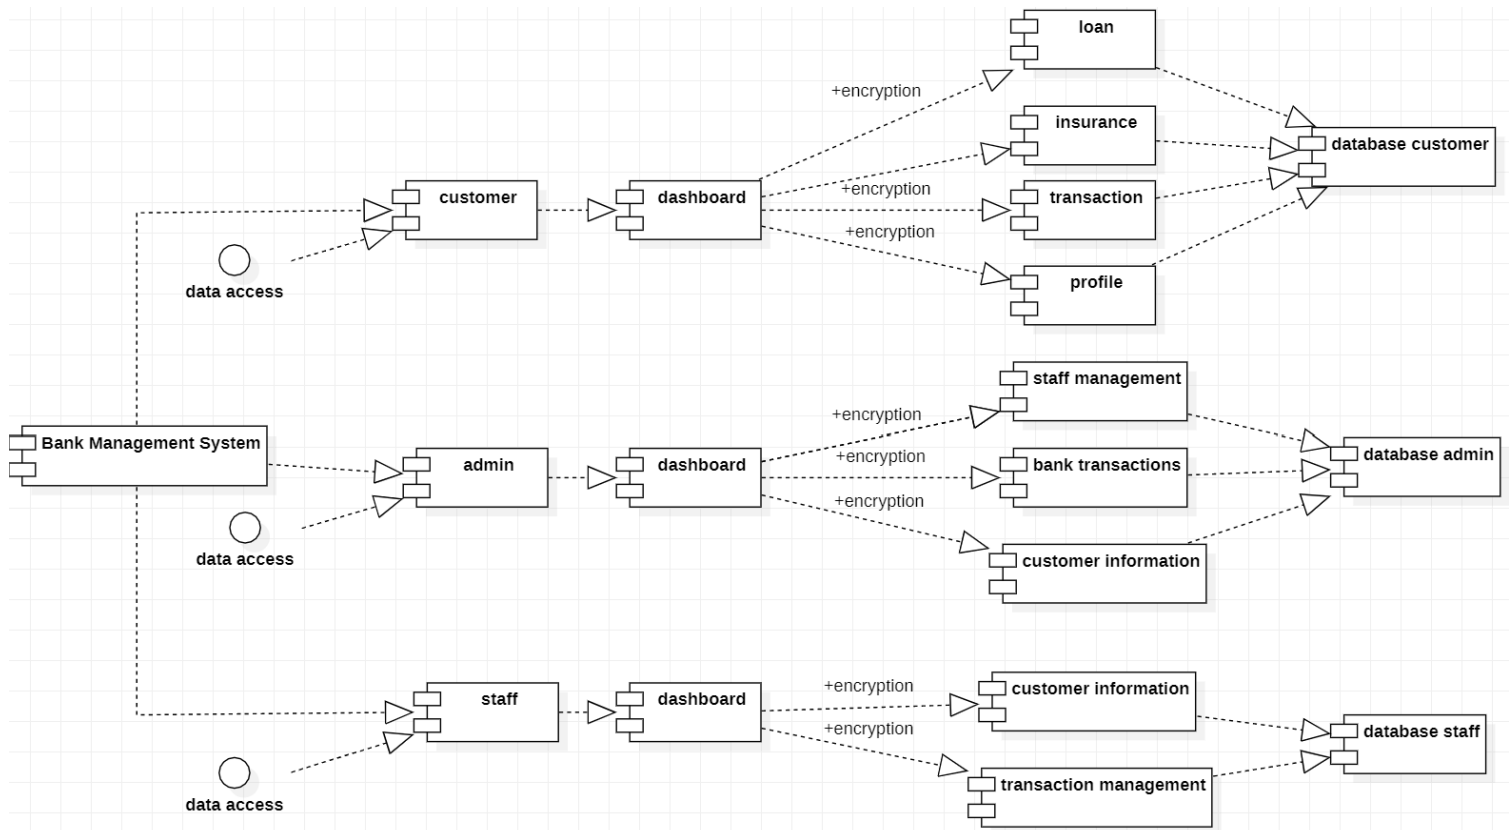 loan
+encryption
insurance
database customer
+encryption
customer
dashboard
transaction
+encryption
data access
profile
staff management
+encryption
Bank Management System
admin
dashboard
+encryption
bank transactions
database admin
+encryption
data access
customer information
staff
dashboard
+encryption
customer information
+encryption
database staff
data access
transaction management